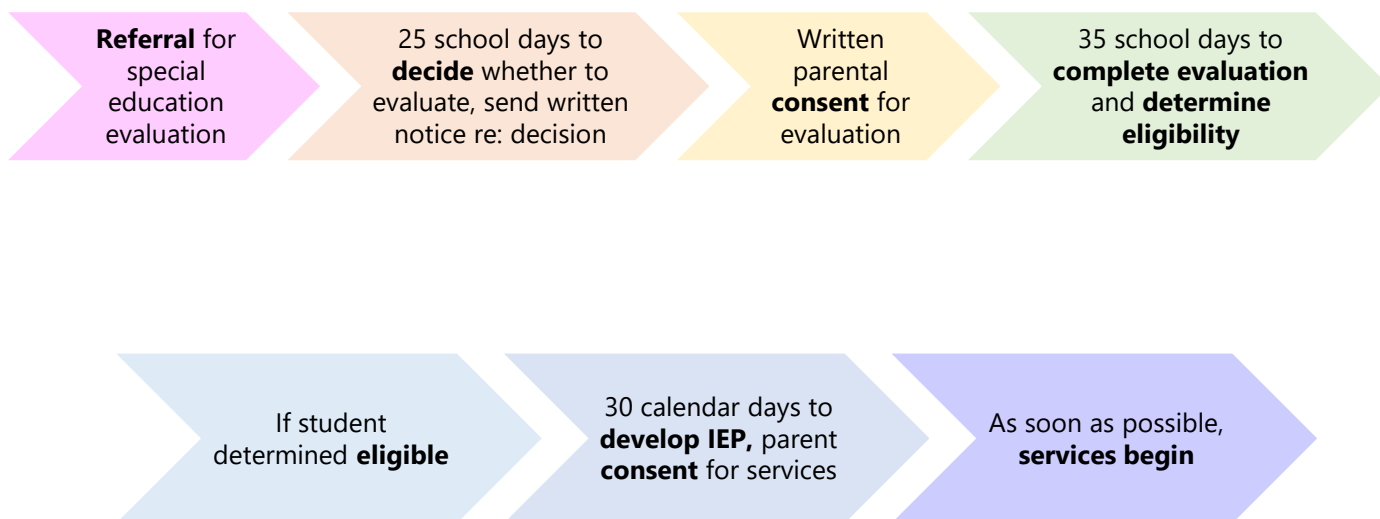 Referral for
special
education
evaluation
25 school days to
decide whether to
evaluate, send written
notice re: decision
Written
parental
consent for
evaluation
35 school days to
complete evaluation
and determine
eligibility
If student
determined eligible
30 calendar days to
develop IEP, parent
consent for services
As soon as possible,
services begin